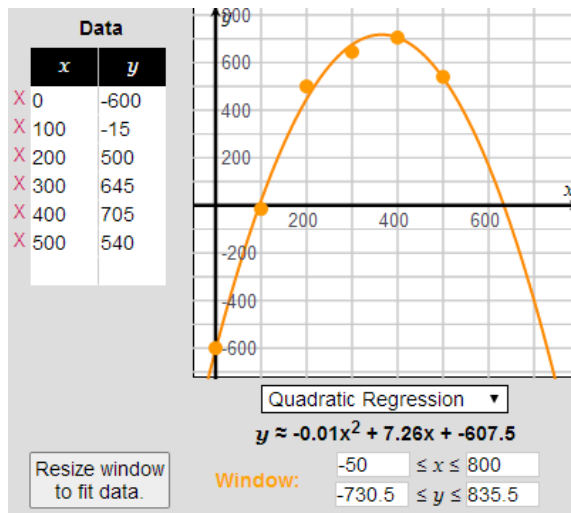 Data
x y
X 0 -600
X 100 -15
X 200 500
X 300 645
X 400 705
X 500 540
y
800
600
400
200
x
200 400 600
-200
-400
-600
Quadratic Regression ▼
y ≈ -0.01x² + 7.26x + -607.5
Resize window
to fit data.
Window:
-50 ≤ x ≤ 800
-730.5 ≤ y ≤ 835.5